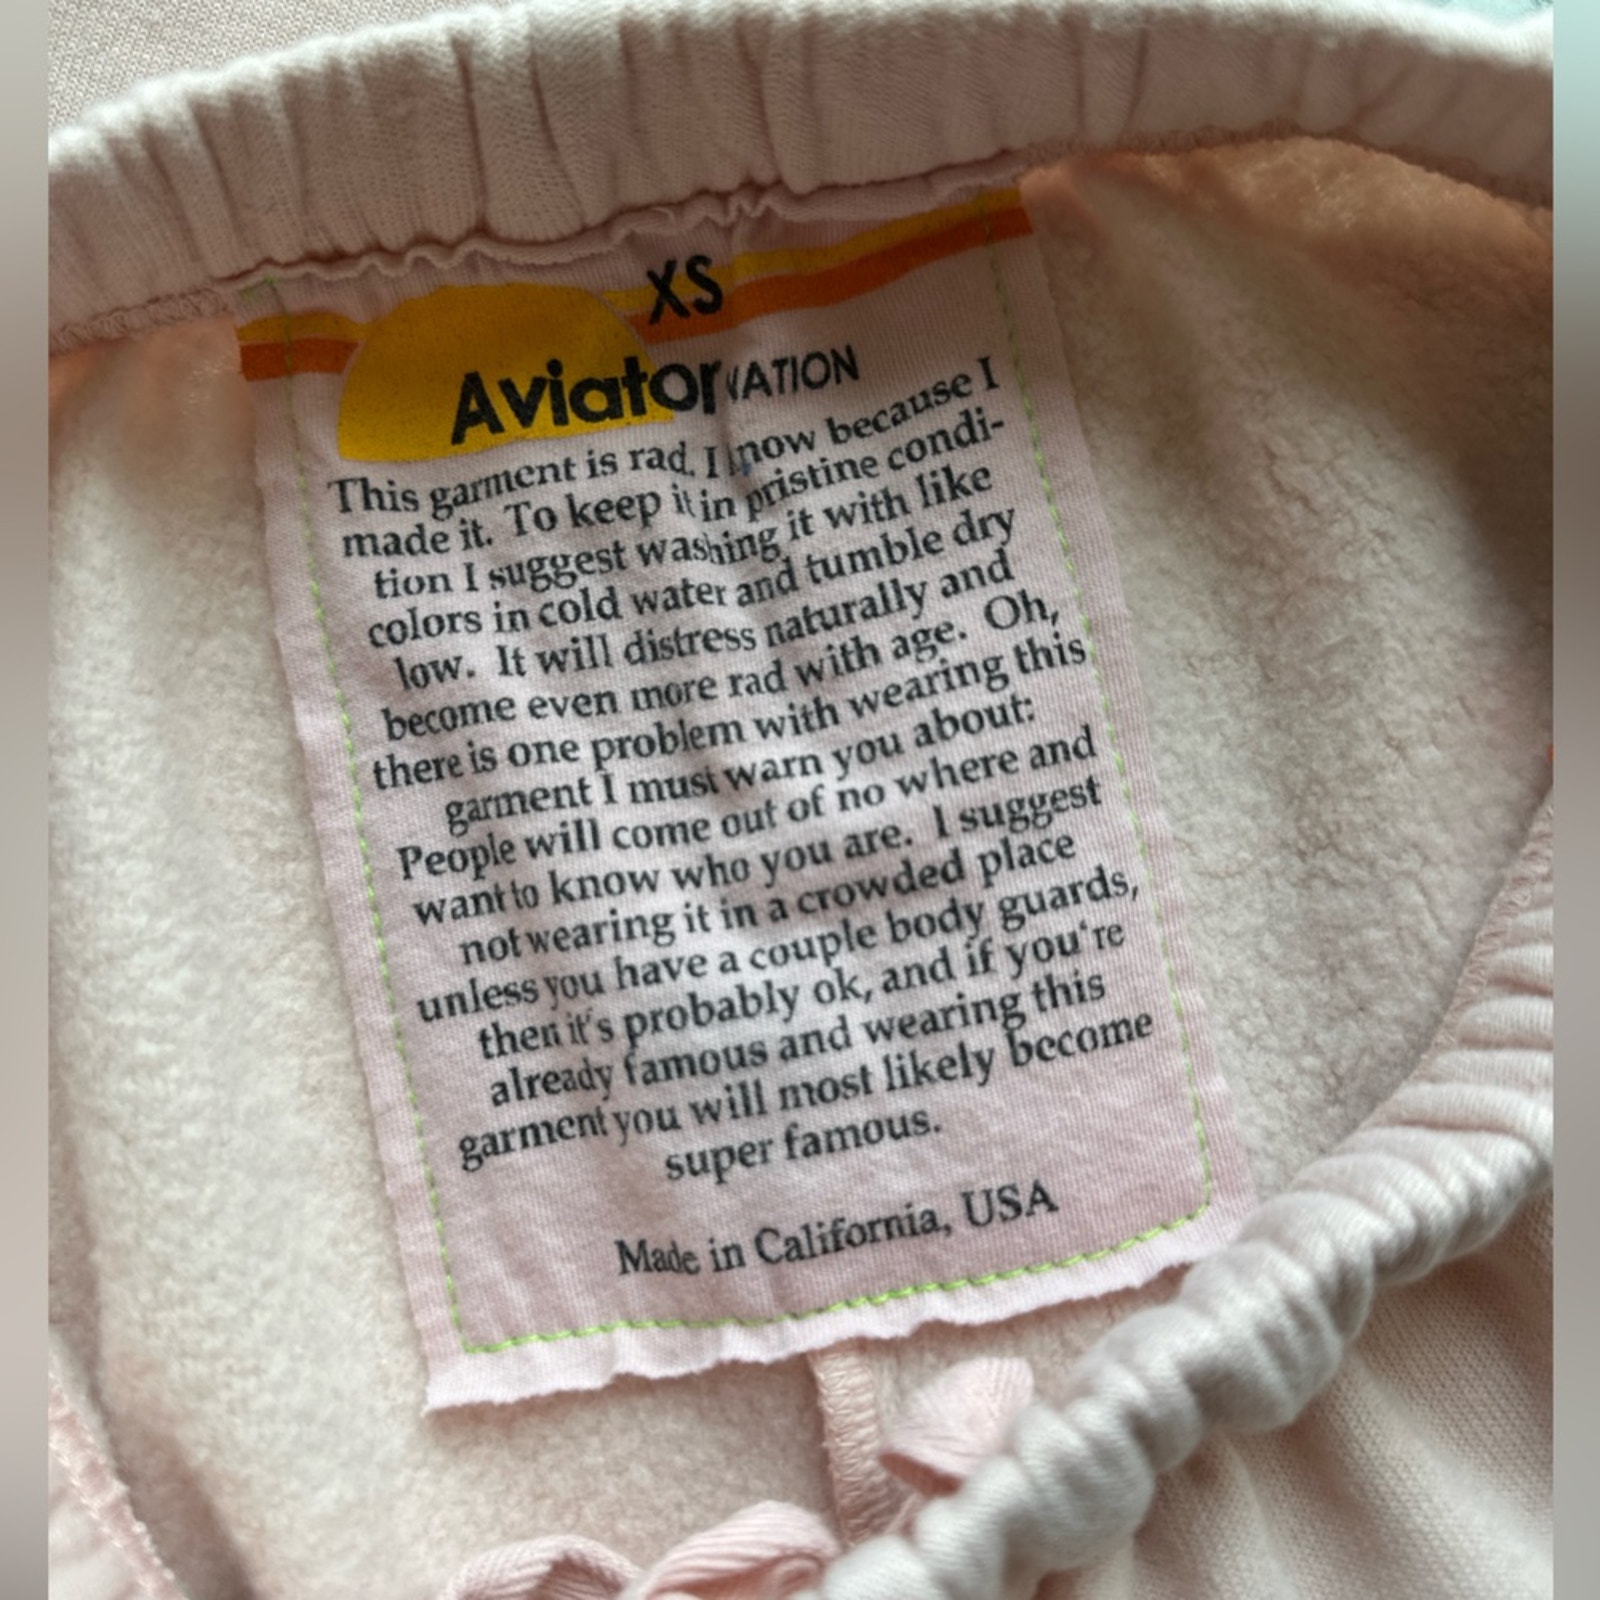 XS
Aviator NATION
This garment is rad. I know because I
made it. To keep it in pristine condi-
tion I suggest washing it with like
colors in cold water and tumble dry
low. It will distress naturally and
become even more rad with age. Oh,
there is one problem with wearing this
garment I must warn you about:
People will come out of no where and
want to know who you are. I suggest
not wearing it in a crowded place
unless you have a couple body guards,
then it's probably ok, and if you're
already famous and wearing this
garment you will most likely become
super famous.
Made in California, USA